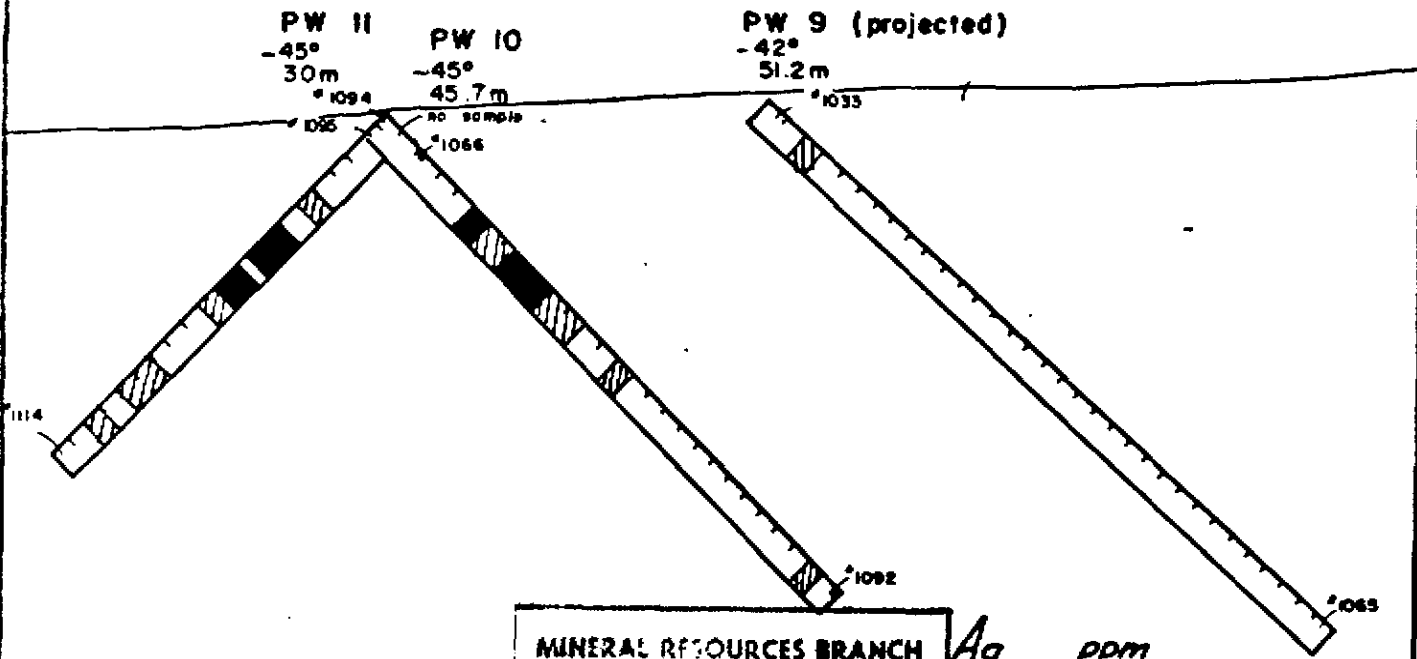 PW 11
-45°
30m
PW 10
-45°
45.7m
PW 9 (projected)
-42°
51.2m
#1094
1095
no sample
#1066
#1033
#1114
#1092
#1065
MINERAL RESOURCES BRANCH
Ag ppm